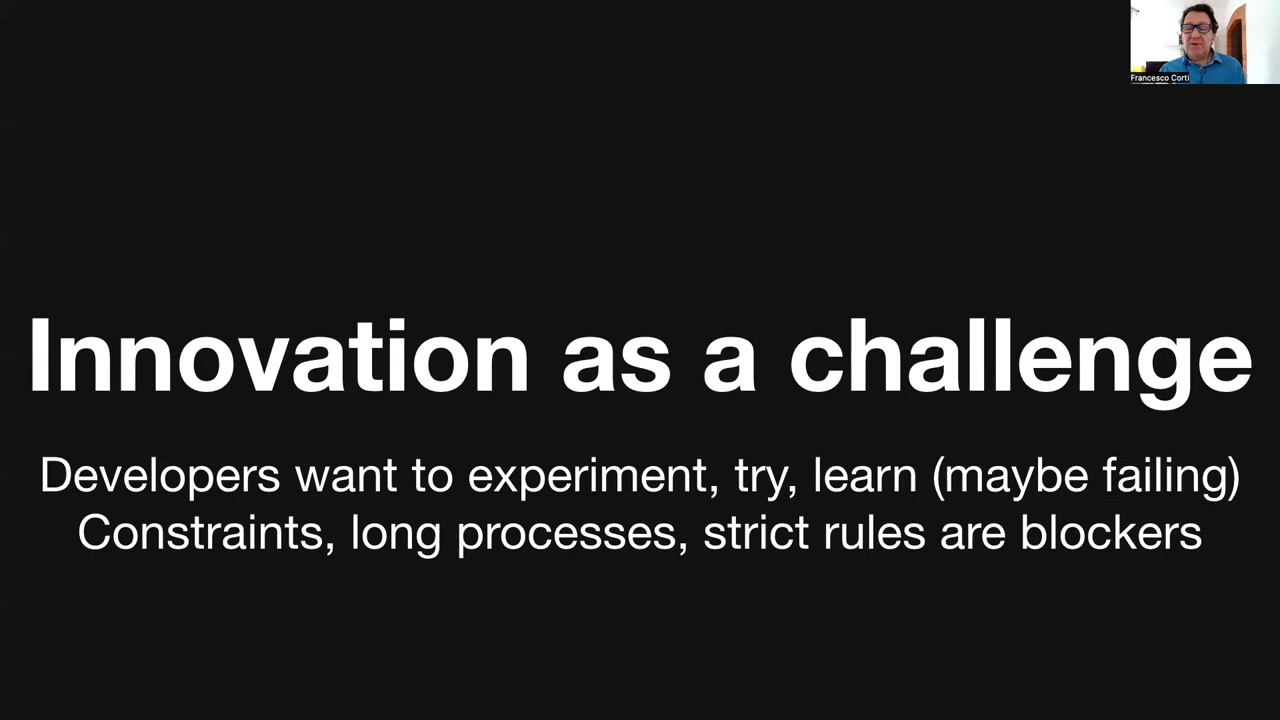 Francesco Corti
Innovation as a challenge
Developers want to experiment, try, learn (maybe failing)
Constraints, long processes, strict rules are blockers